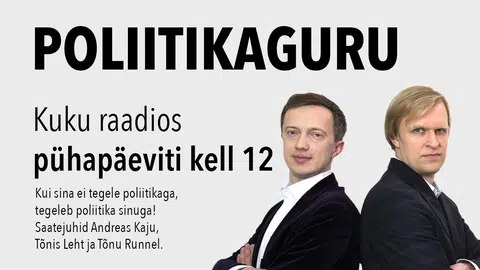 POLIITIKAGURU
Kuku raadios
pühapäeviti kell 12
Kui sina ei tegele poliitikaga,
tegeleb poliitika sinuga!
Saatejuhid Andreas Kaju,
Tõnis Leht ja Tõnu Runnel.